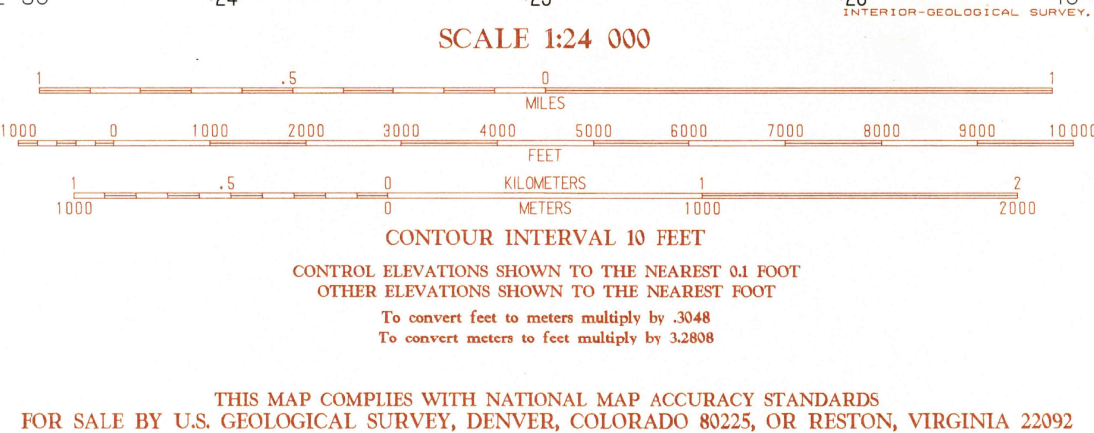 24
INTERIOR-GEOLOGICAL SURVEY,
SCALE 1:24 000
1 .5 0 1
MILES
1000 0 1000 2000 3000 4000 5000 6000 7000 8000 9000 10 000
FEET
1 .5 0 KILOMETERS 1 2
1000 0 METERS 1000 2000
CONTOUR INTERVAL 10 FEET
CONTROL ELEVATIONS SHOWN TO THE NEAREST 0.1 FOOT
OTHER ELEVATIONS SHOWN TO THE NEAREST FOOT
To convert feet to meters multiply by .3048
To convert meters to feet multiply by 3.2808
THIS MAP COMPLIES WITH NATIONAL MAP ACCURACY STANDARDS
FOR SALE BY U.S. GEOLOGICAL SURVEY, DENVER, COLORADO 80225, OR RESTON, VIRGINIA 22092